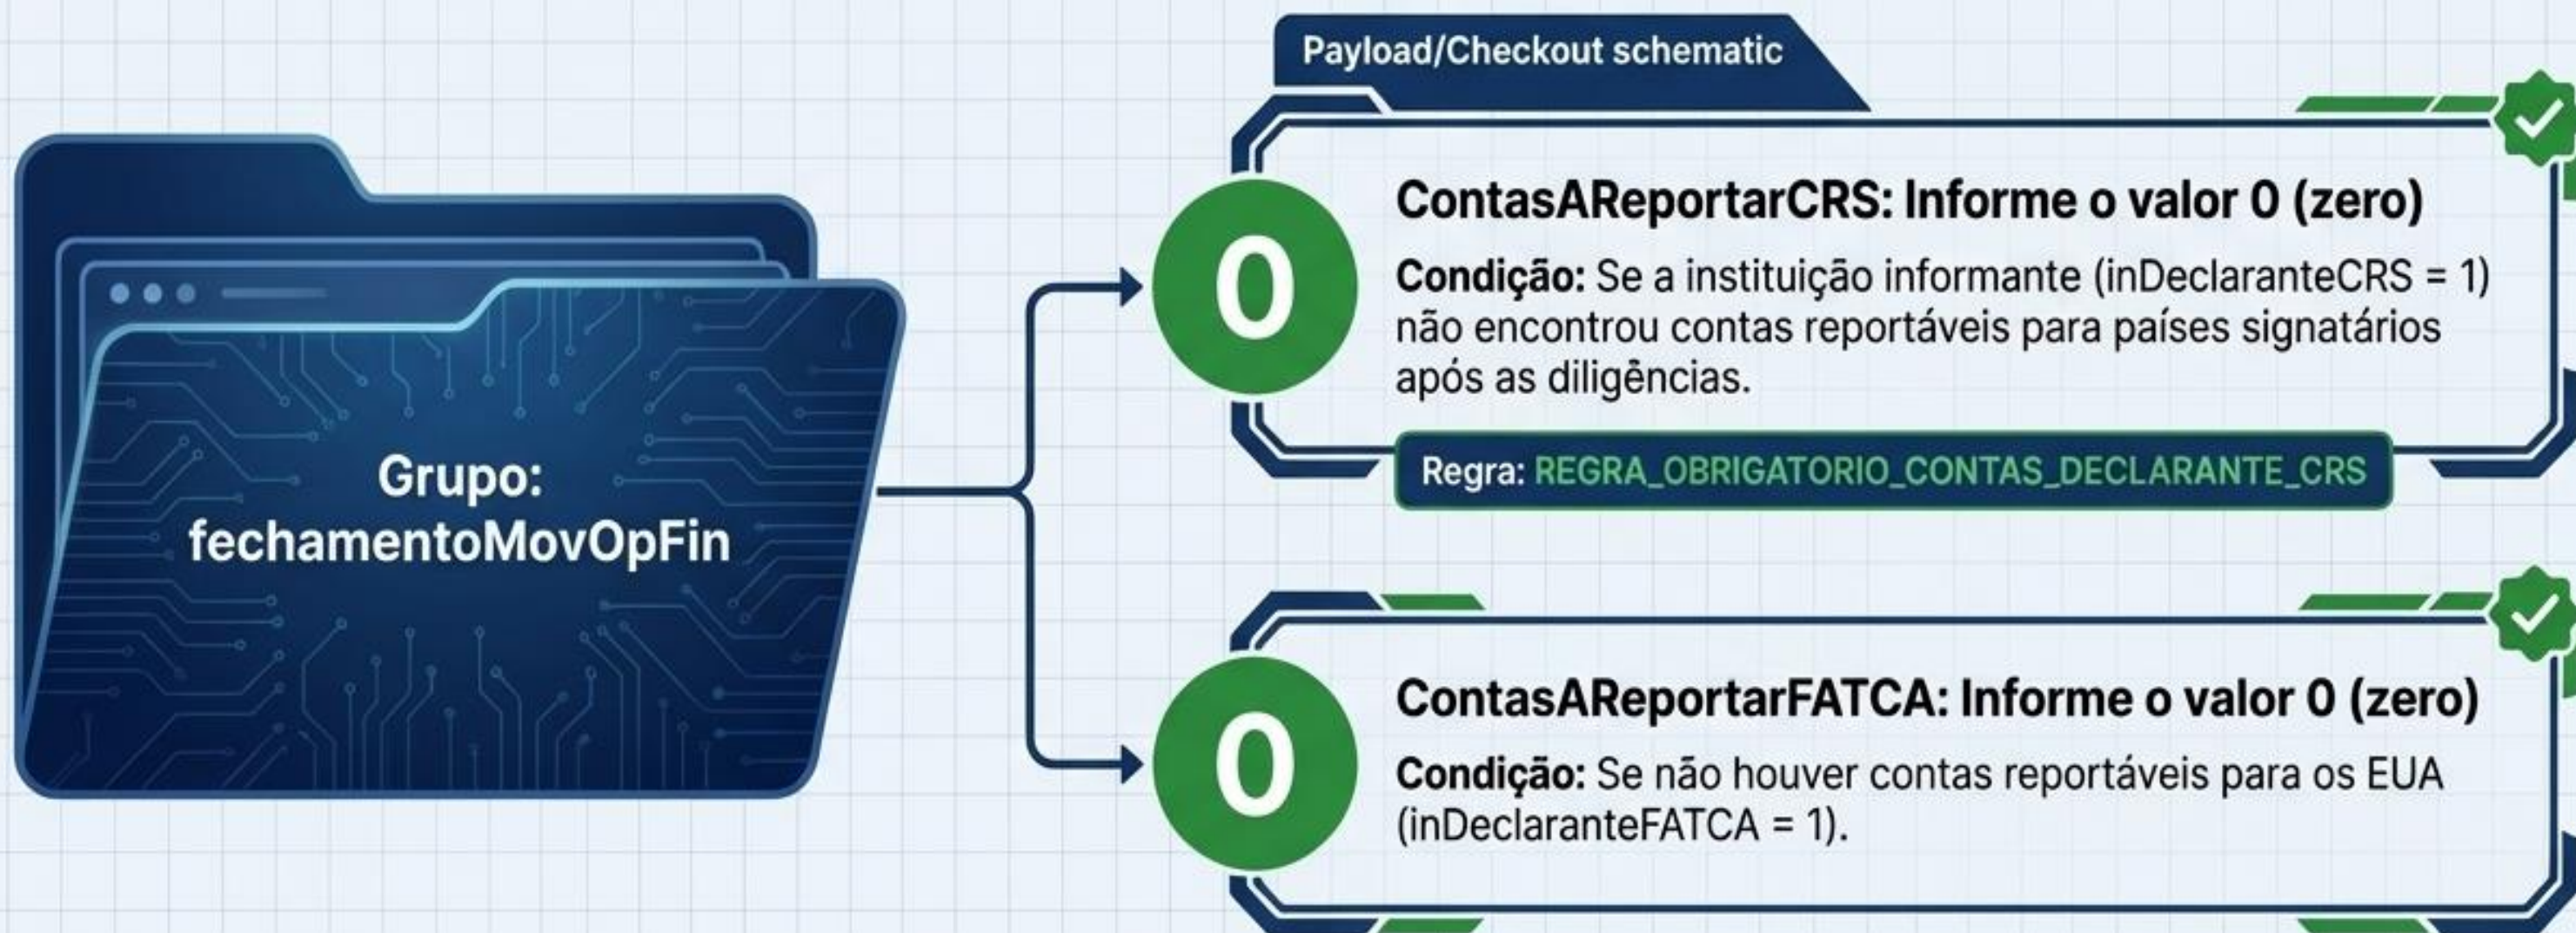 Payload/Checkout schematic
Grupo:
fechamentoMovOpFin
0
ContasAReportarCRS: Informe o valor 0 (zero)
Condição: Se a instituição informante (inDeclaranteCRS = 1)
não encontrou contas reportáveis para países signatários
após as diligências.
Regra: REGRA_OBRIGATORIO_CONTAS_DECLARANTE_CRS
0
ContasAReportarFATCA: Informe o valor 0 (zero)
Condição: Se não houver contas reportáveis para os EUA
(inDeclaranteFATCA = 1).